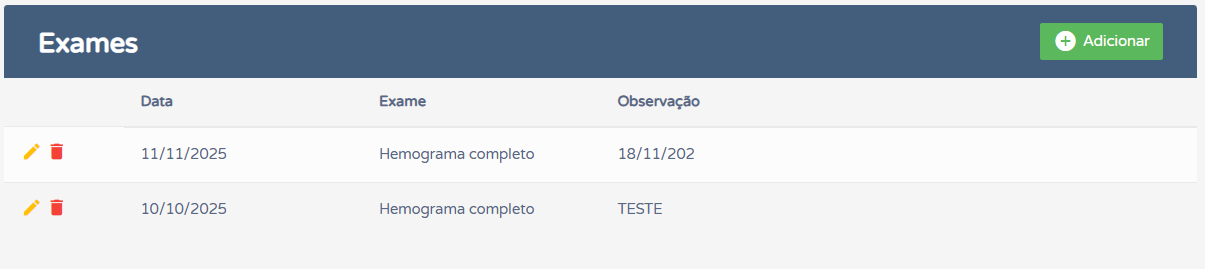 Exames
Adicionar
Data Exame Observação
11/11/2025 Hemograma completo 18/11/202
10/10/2025 Hemograma completo TESTE